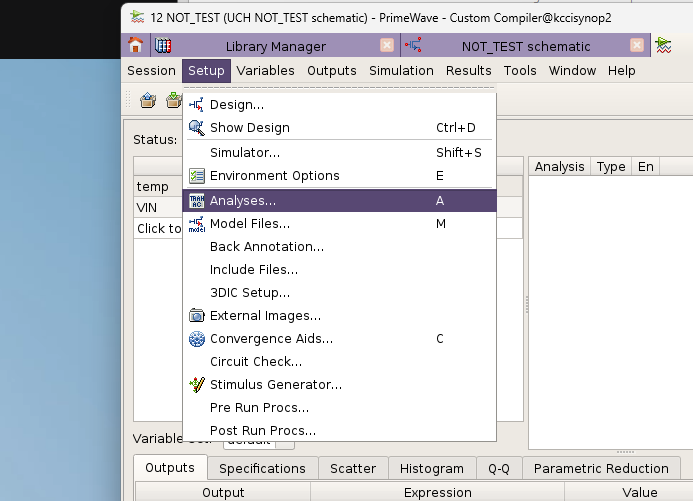 12 NOT_TEST (UCH NOT_TEST schematic) - PrimeWave - Custom Compiler@kccisynop2
Library Manager NOT_TEST schematic
Session Setup Variables Outputs Simulation Results Tools Window Help
Design...
Show Design Ctrl+D
Status:
Simulator... Shift+S
Analysis Type En
Environment Options E
temp
Analyses... A
VIN
Model Files... M
Click to
Back Annotation...
Include Files...
3DIC Setup...
External Images...
Convergence Aids... C
Circuit Check...
Stimulus Generator...
Pre Run Procs...
Post Run Procs...
Outputs Specifications Scatter Histogram Q-Q Parametric Reduction
Output Expression Value